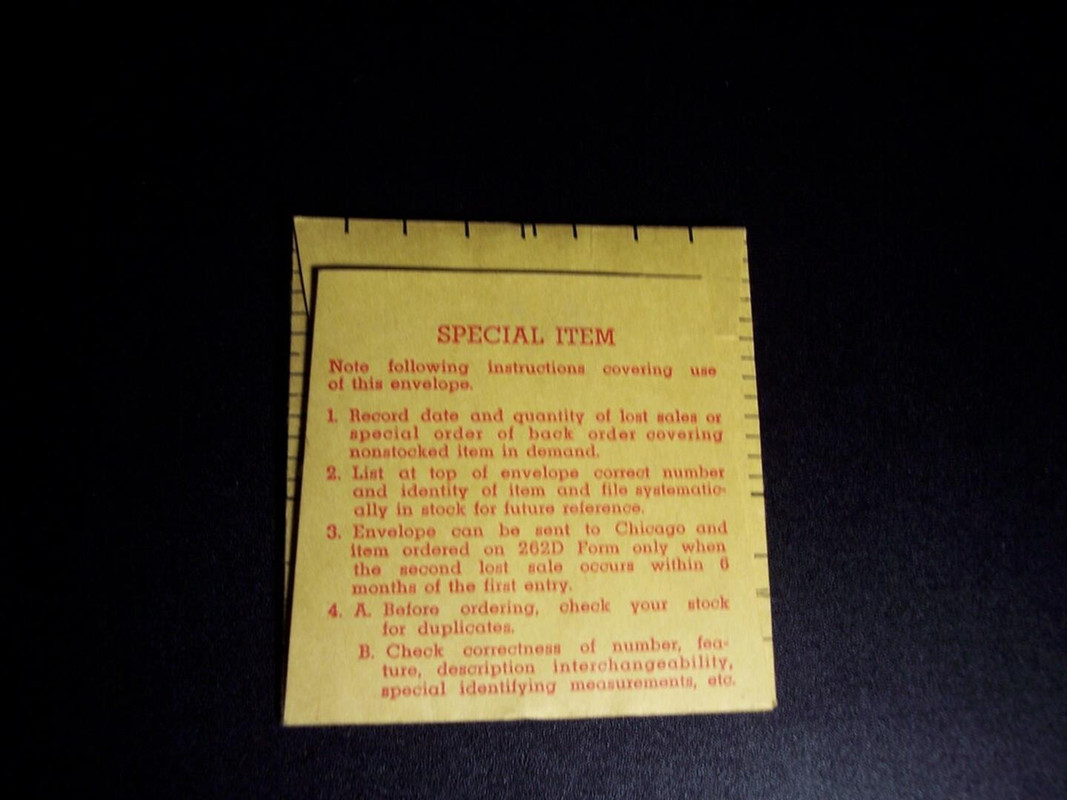 SPECIAL ITEM
Note following instructions covering use
of this envelope.
1. Record date and quantity of lost sales or
special order of back order covering
nonstocked item in demand.
2. List at top of envelope correct number
and identity of item and file systematic-
ally in stock for future reference.
3. Envelope can be sent to Chicago and
item ordered on 262D Form only when
the second lost sale occurs within 6
months of the first entry.
4. A. Before ordering, check your stock
for duplicates.
B. Check correctness of number, fea-
ture, description interchangeability,
special identifying measurements, etc.